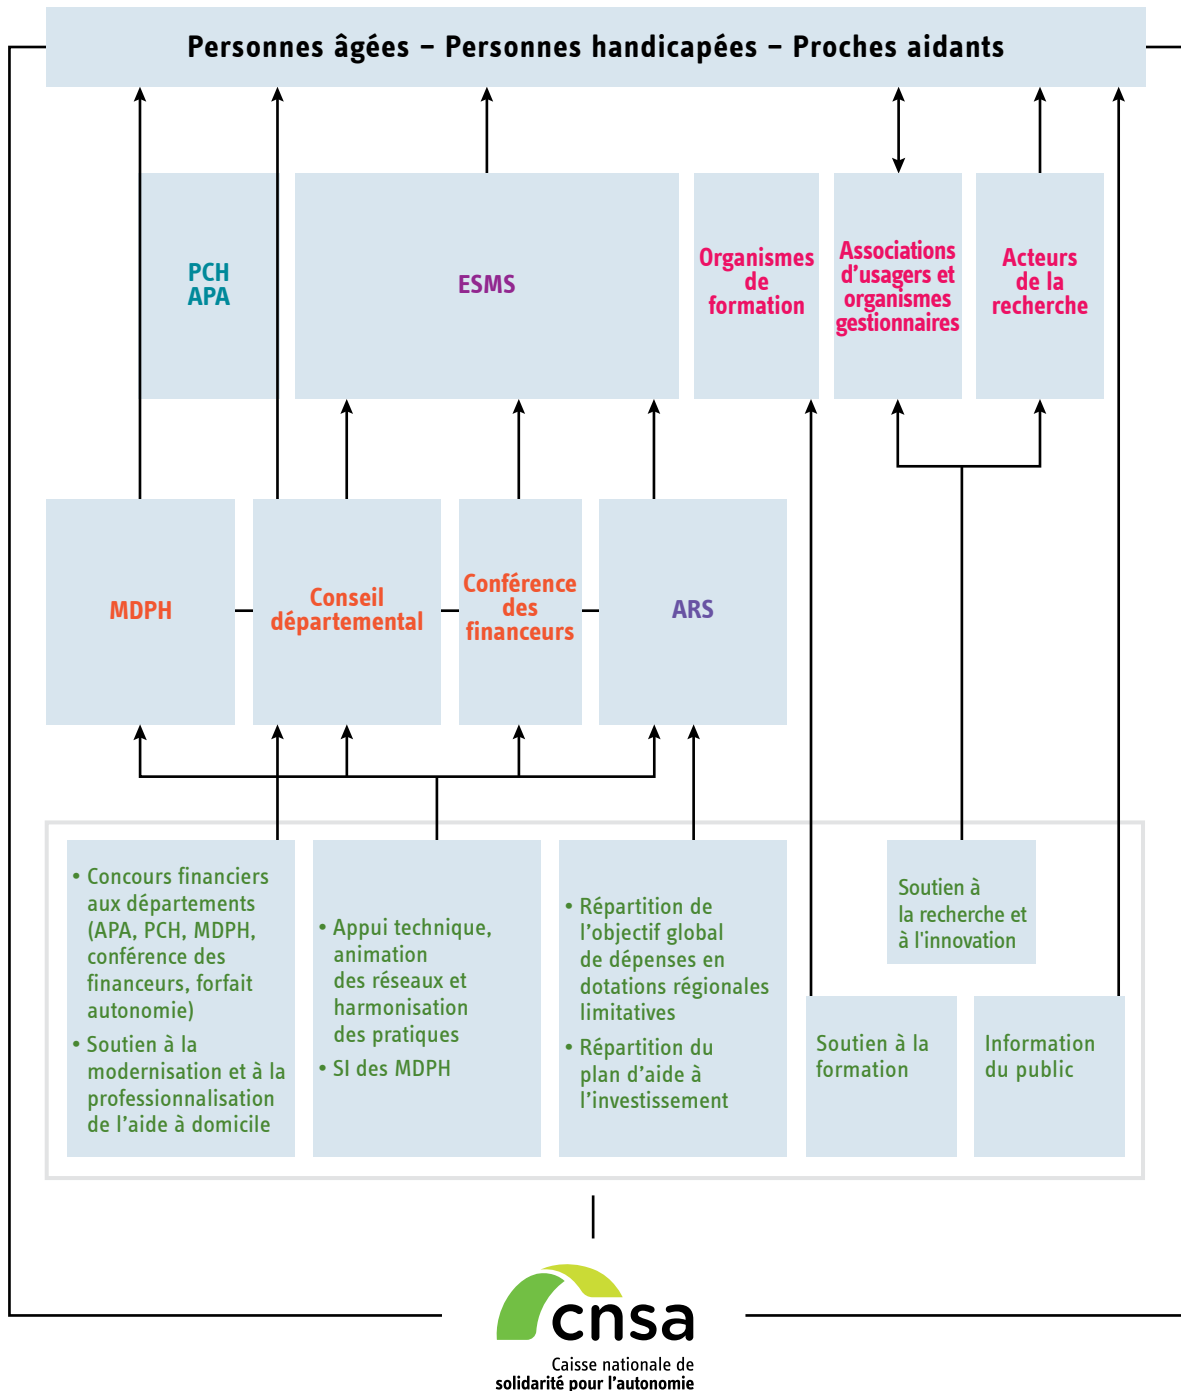 Personnes âgées – Personnes handicapées – Proches aidants
PCH
APA
ESMS
Organismes
de
formation
Associations
d’usagers et
organismes
gestionnaires
Acteurs
de la
recherche
MDPH
Conseil
départemental
Conférence
des
financeurs
ARS
• Concours financiers
aux départements
(APA, PCH, MDPH,
conférence des
financeurs, forfait
autonomie)
• Soutien à la
modernisation et à la
professionnalisation
de l’aide à domicile
• Appui technique,
animation
des réseaux et
harmonisation
des pratiques
• SI des MDPH
• Répartition de
l’objectif global
de dépenses en
dotations régionales
limitatives
• Répartition du
plan d’aide à
l’investissement
Soutien à
la recherche et
à l'innovation
Soutien à la
formation
Information
du public
cnsa
Caisse nationale de
solidarité pour l’autonomie